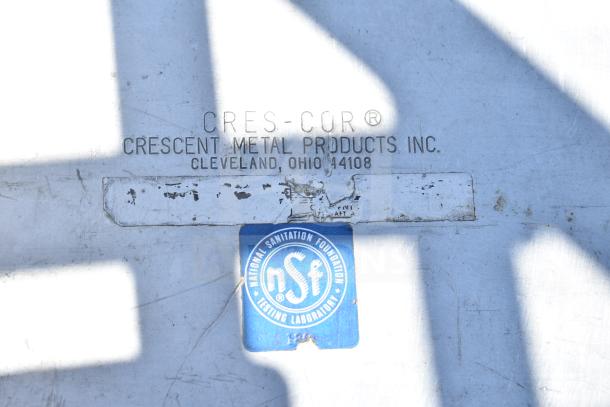 CRES-COR®
CRESCENT METAL PRODUCTS INC.
CLEVELAND, OHIO 44108
NATIONAL SANITATION FOUNDATION
nsf®
TESTING LABORATORY